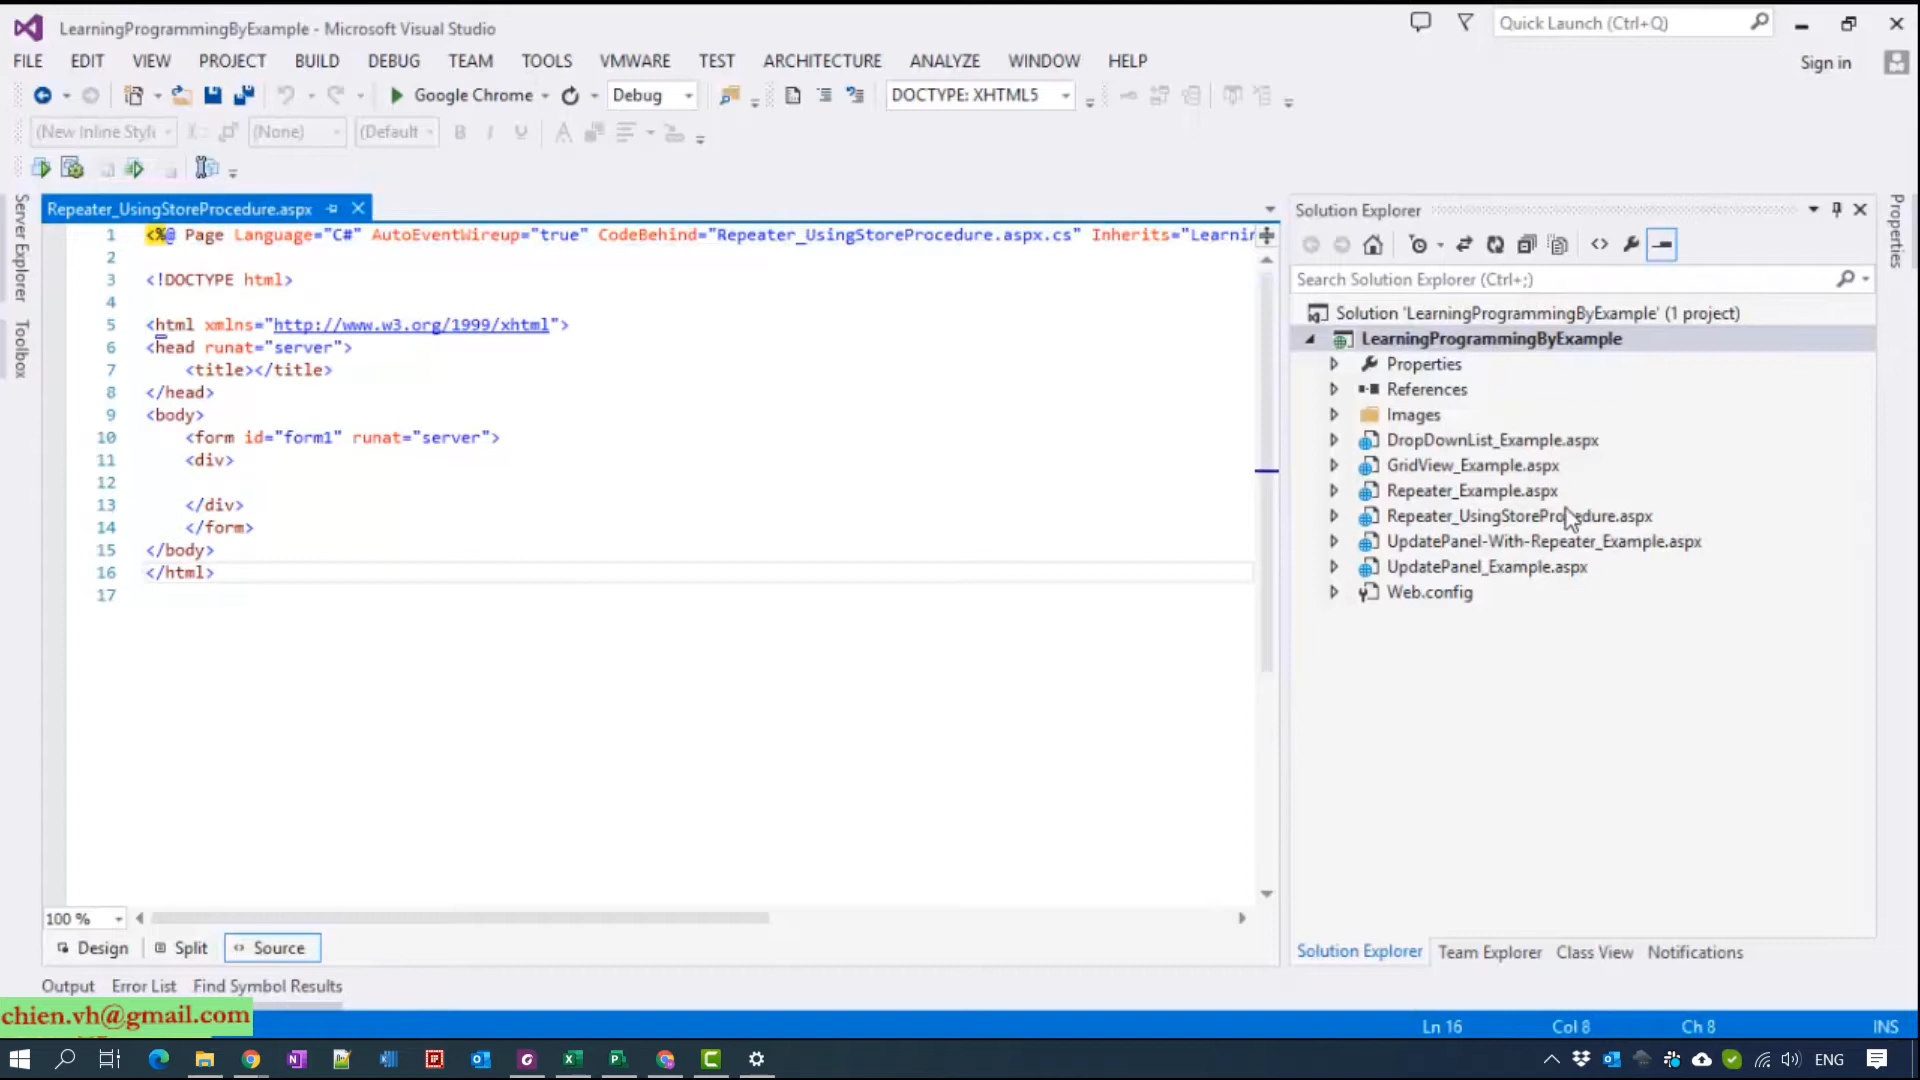 LearningProgrammingByExample - Microsoft Visual Studio
Quick Launch (Ctrl+Q)
FILE EDIT VIEW PROJECT BUILD DEBUG TEAM TOOLS VMWARE TEST ARCHITECTURE ANALYZE WINDOW HELP
Sign in
Google Chrome Debug DOCTYPE: XHTML5
(New Inline Styl (None) (Default
Server Explorer
Toolbox
Repeater_UsingStoreProcedure.aspx
1 <%@ Page Language="C#" AutoEventWireup="true" CodeBehind="Repeater_UsingStoreProcedure.aspx.cs" Inherits="Learnin
2
3 <!DOCTYPE html>
4
5 <html xmlns="http://www.w3.org/1999/xhtml">
6 <head runat="server">
7 <title></title>
8 </head>
9 <body>
10 <form id="form1" runat="server">
11 <div>
12
13 </div>
14 </form>
15 </body>
16 </html>
17
100 %
Design Split Source
Output Error List Find Symbol Results
Solution Explorer
Search Solution Explorer (Ctrl+;)
Solution 'LearningProgrammingByExample' (1 project)
LearningProgrammingByExample
Properties
References
Images
DropDownList_Example.aspx
GridView_Example.aspx
Repeater_Example.aspx
Repeater_UsingStoreProcedure.aspx
UpdatePanel-With-Repeater_Example.aspx
UpdatePanel_Example.aspx
Web.config
Solution Explorer Team Explorer Class View Notifications
Properties
chien.vh@gmail.com
Ln 16 Col 8 Ch 8 INS
ENG